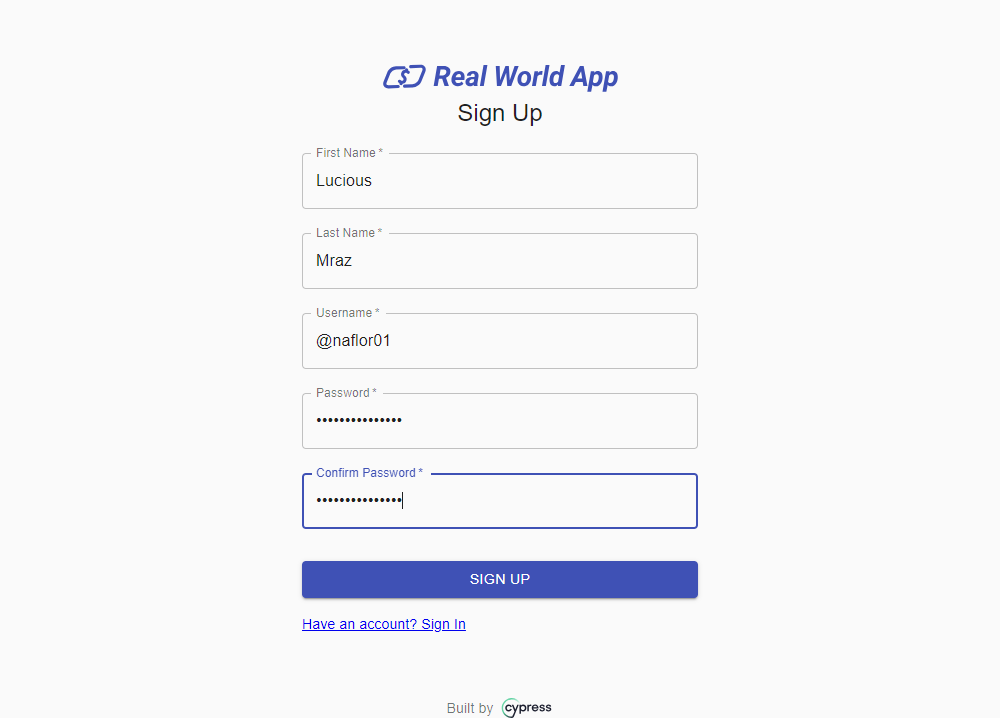 Real World App
Sign Up
First Name *
Lucious
Last Name *
Mraz
Username *
@naflor01
Password *
•••••••••••••••
Confirm Password *
•••••••••••••••
SIGN UP
Have an account? Sign In
Built by cypress